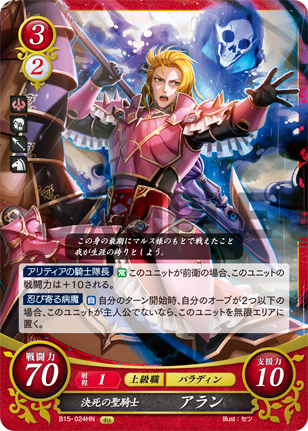 3
2
この身の最期にマルス様のもとで戦えたこと
我が生涯の誇りとしよう。
アリティアの騎士隊長 常 このユニットが前衛の場合、このユニットの
戦闘力は+10される。
忍び寄る病魔 自 自分のターン開始時、自分のオーブが2つ以下の
場合、このユニットが主人公でないなら、このユニットを無限エリアに
置く。
戦闘力
70
射程 1 上級職 パラディン
支援力
10
決死の聖騎士 アラン
B15-024HN
Illust:セツ